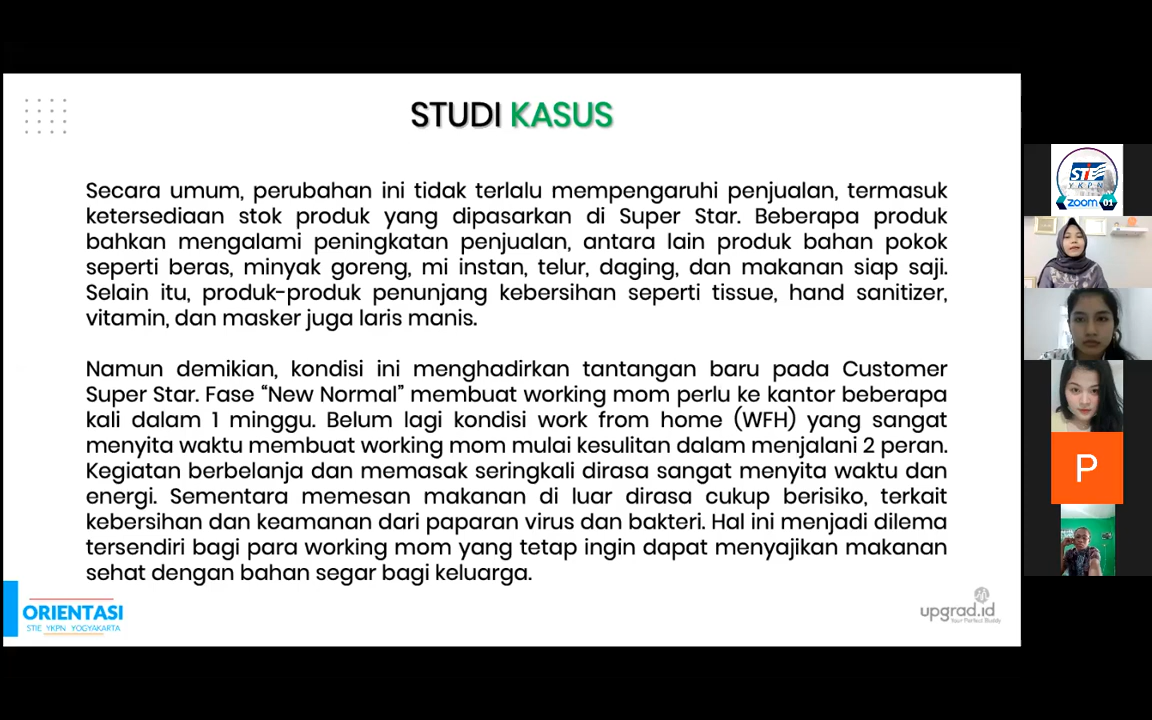 STUDI KASUS
Secara umum, perubahan ini tidak terlalu mempengaruhi penjualan, termasuk
ketersediaan stok produk yang dipasarkan di Super Star. Beberapa produk
bahkan mengalami peningkatan penjualan, antara lain produk bahan pokok
seperti beras, minyak goreng, mi instan, telur, daging, dan makanan siap saji.
Selain itu, produk-produk penunjang kebersihan seperti tissue, hand sanitizer,
vitamin, dan masker juga laris manis.
Namun demikian, kondisi ini menghadirkan tantangan baru pada Customer
Super Star. Fase “New Normal” membuat working mom perlu ke kantor beberapa
kali dalam 1 minggu. Belum lagi kondisi work from home (WFH) yang sangat
menyita waktu membuat working mom mulai kesulitan dalam menjalani 2 peran.
Kegiatan berbelanja dan memasak seringkali dirasa sangat menyita waktu dan
energi. Sementara memesan makanan di luar dirasa cukup berisiko, terkait
kebersihan dan keamanan dari paparan virus dan bakteri. Hal ini menjadi dilema
tersendiri bagi para working mom yang tetap ingin dapat menyajikan makanan
sehat dengan bahan segar bagi keluarga.
ORIENTASI
STIE YKPN YOGYAKARTA
upgrad.id
Your Perfect Buddy
STIE
YKPN
zoom 01
P